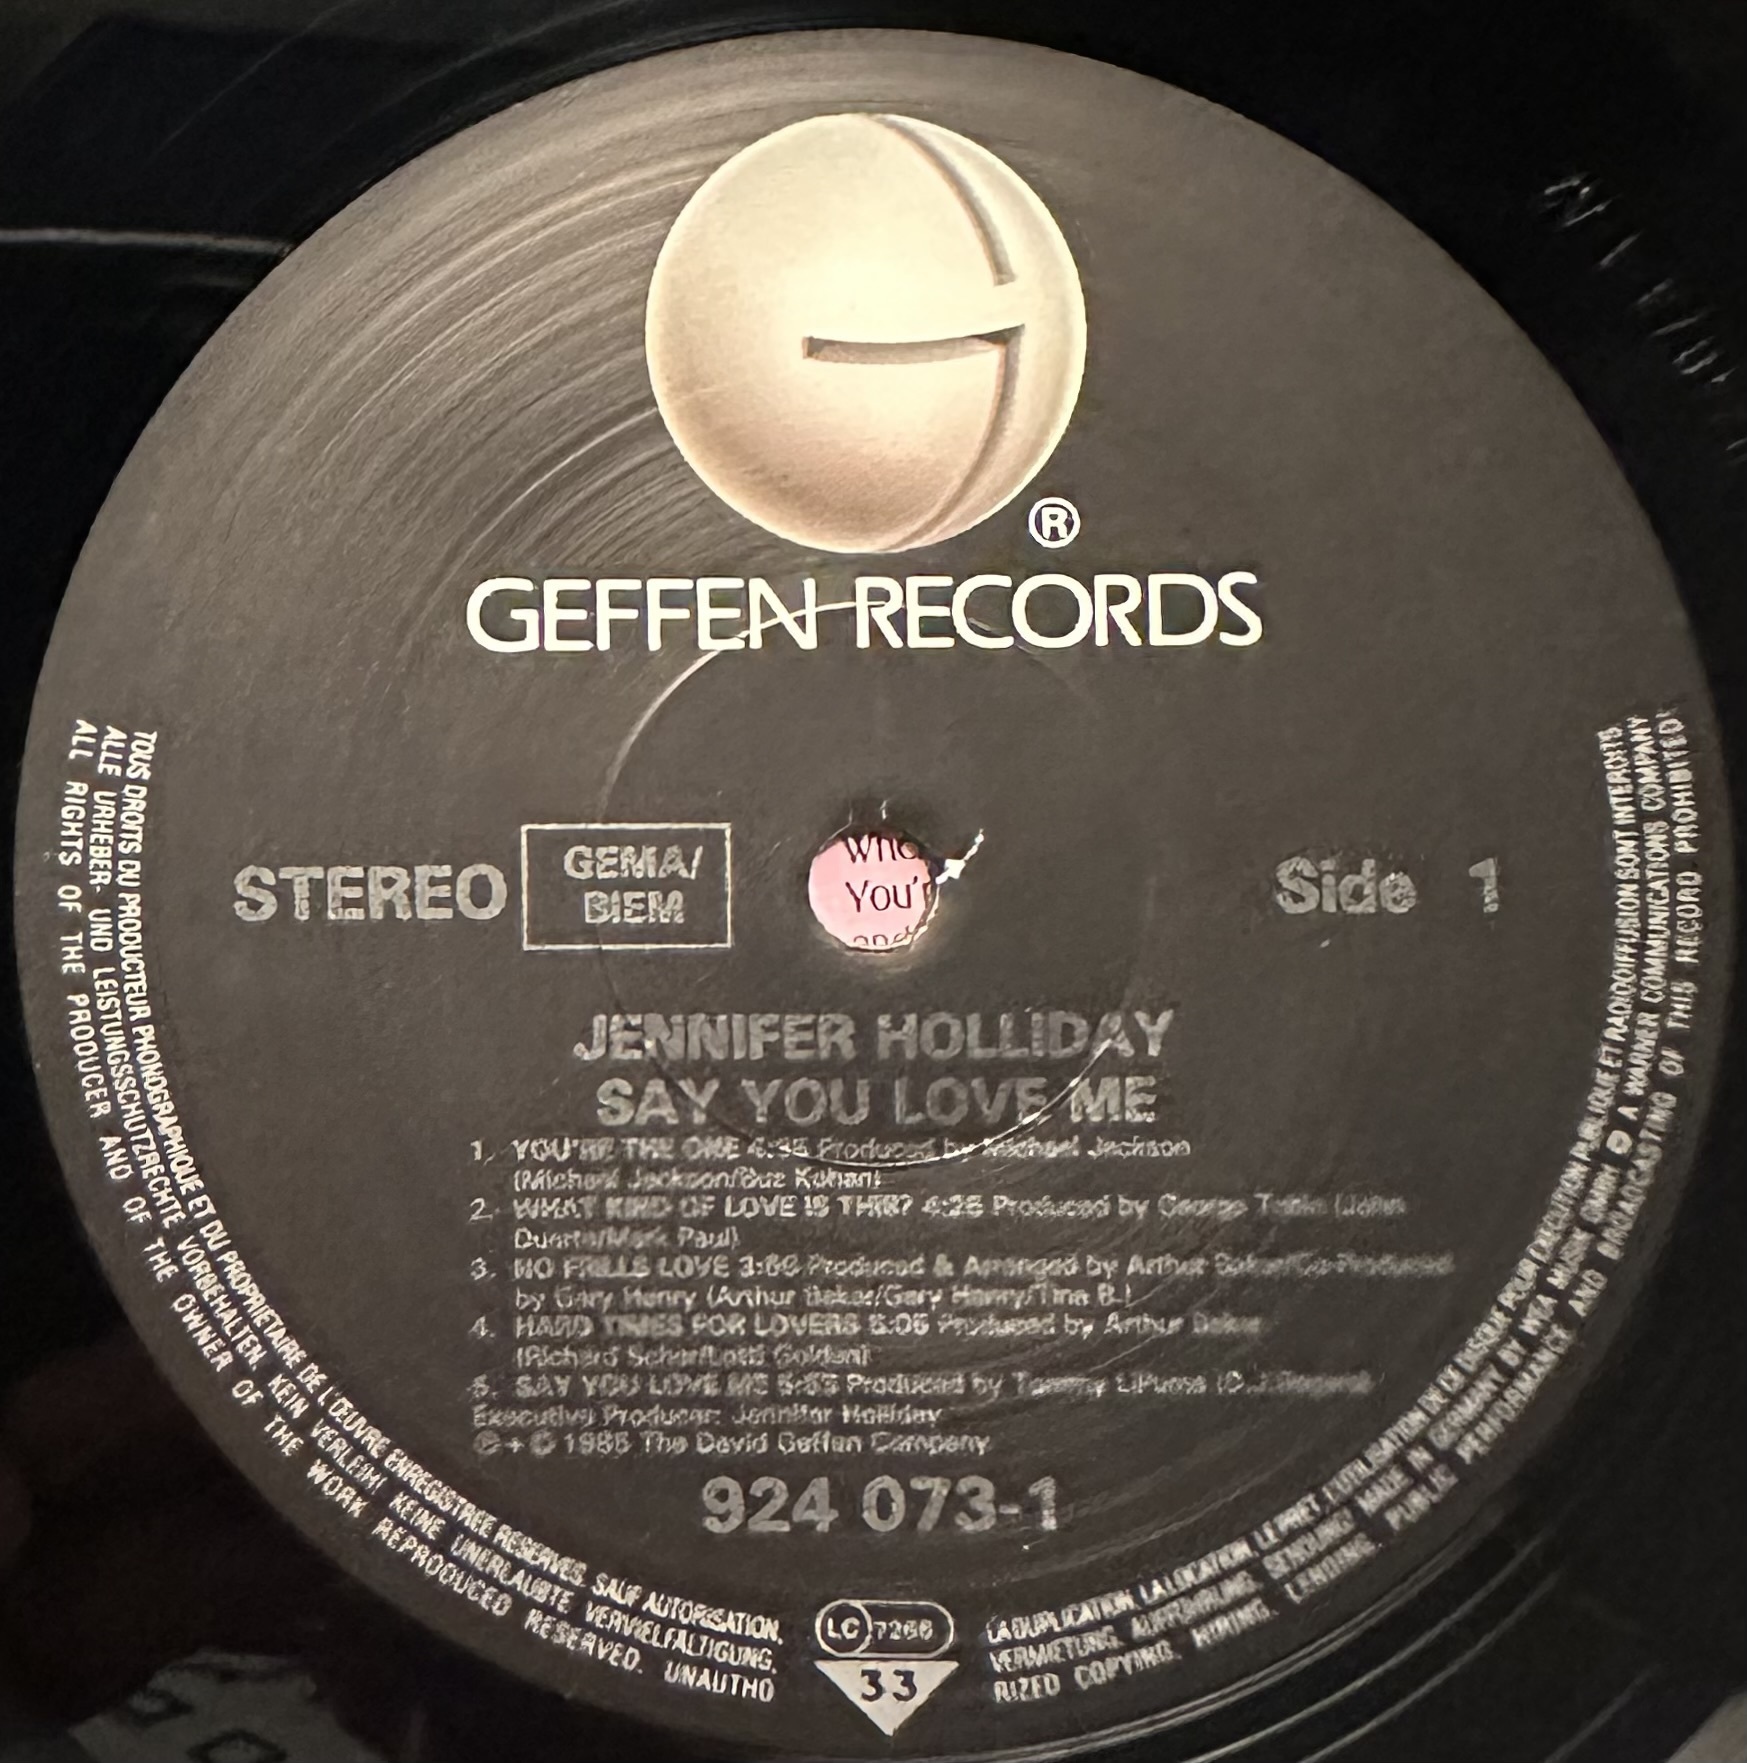 ®
GEFFEN RECORDS
STEREO
GEMA/
BIEM
Who
You'r
and
Side 1
JENNIFER HOLLIDAY
SAY YOU LOVE ME
1. YOU'RE THE ONE 4:35 Produced by Michael Jackson
(Michael Jackson/Buz Kohan)
2. WHAT KIND OF LOVE IS THIS? 4:25 Produced by George Tobin (John
Duarte/Mark Paul)
3. NO FRILLS LOVE Produced & Arranged by Arthur Baker/Co-Produced
by Gary Henry (Arthur Baker/Gary Henry/Tina B.)
4. HARD TIMES FOR LOVERS 5:05 Produced by Arthur Baker
(Richard Scher/Lotti Golden)
5. SAY YOU LOVE ME Produced by Tommy LiPuma
Executive Producer: Jennifer Holliday
℗ + © 1985 The David Geffen Company
924 073-1
LC 7266
33
TOUS DROITS DU PRODUCTEUR PHONOGRAPHIQUE ET DU PROPRIETAIRE DE L'ŒUVRE ENREGISTREE RESERVES. SAUF AUTORISATION, LA DUPLICATION, LA LOCATION, LE PRET, L'UTILISATION DE CE DISQUE POUR L'EXECUTION PUBLIQUE ET RADIODIFFUSION SONT INTERDITS
ALLE URHEBER- UND LEISTUNGSSCHUTZRECHTE VORBEHALTEN. KEIN VERLEIH! KEINE UNERLAUBTE VERVIELFÄLTIGUNG, VERMIETUNG, AUFFÜHRUNG, SENDUNG! MADE IN GERMANY BY WEA MUSIK GMBH A WARNER COMMUNICATIONS COMPANY
ALL RIGHTS OF THE PRODUCER AND OF THE OWNER OF THE WORK REPRODUCED RESERVED. UNAUTHORIZED COPYING, HIRING, LENDING, PUBLIC PERFORMANCE AND BROADCASTING OF THIS RECORD PROHIBITED